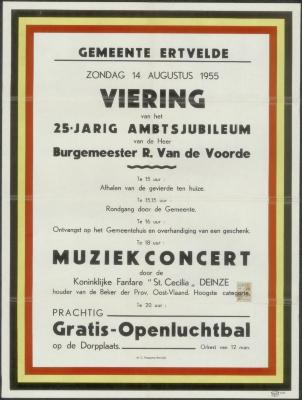 GEMEENTE ERTVELDE
ZONDAG 14 AUGUSTUS 1955
VIERING
van het
25-JARIG AMBTSJUBILEUM
van de Heer
Burgemeester R. Van de Voorde
Te 15 uur :
Afhalen van de gevierde ten huize.
Te 15.15 uur :
Rondgang door de Gemeente.
Te 16 uur :
Ontvangst op het Gemeentehuis en overhandiging van een geschenk.
Te 18 uur :
MUZIEKCONCERT
door de
Koninklijke Fanfare "St. Cecilia„ DEINZE
houder van de Beker der Prov. Oost-Vlaand. Hoogste categorie.
Te 20 uur :
PRACHTIG
Gratis-Openluchtbal
op de Dorpplaats.
Orkest van 12 man.